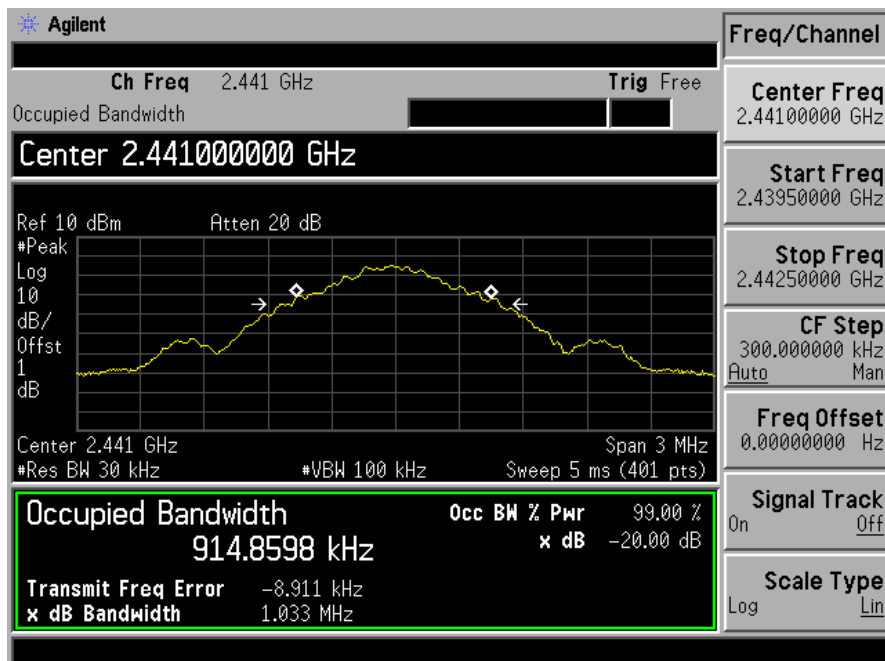 Agilent
Freq/Channel
Ch Freq 2.441 GHz Trig Free
Occupied Bandwidth
Center 2.441000000 GHz
Ref 10 dBm Atten 20 dB
#Peak
Log
10
dB/
Offst
1
dB
Center 2.441 GHz Span 3 MHz
#Res BW 30 kHz #VBW 100 kHz Sweep 5 ms (401 pts)
Occupied Bandwidth Occ BW % Pwr 99.00 %
914.8598 kHz x dB -20.00 dB
Transmit Freq Error -8.911 kHz
x dB Bandwidth 1.033 MHz
Center Freq
2.44100000 GHz
Start Freq
2.43950000 GHz
Stop Freq
2.44250000 GHz
CF Step
300.000000 kHz
Auto Man
Freq Offset
0.00000000 Hz
Signal Track
On Off
Scale Type
Log Lin